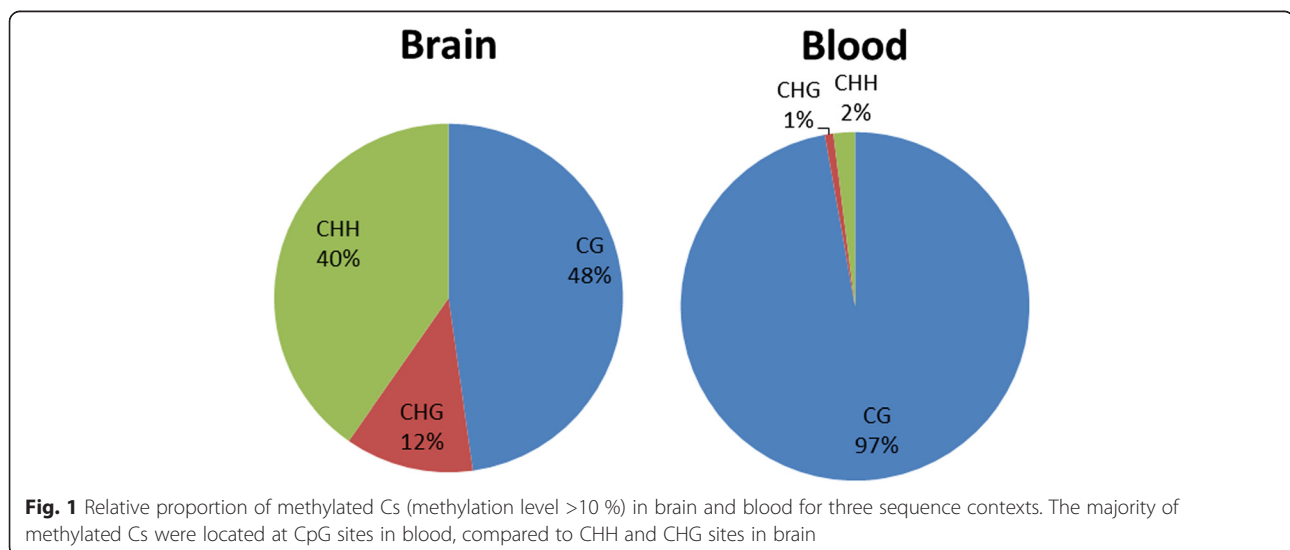 Brain
Blood
CHH
40%
CG
48%
CHG
12%
CHG
1%
CHH
2%
CG
97%
Fig. 1 Relative proportion of methylated Cs (methylation level >10 %) in brain and blood for three sequence contexts. The majority of
methylated Cs were located at CpG sites in blood, compared to CHH and CHG sites in brain